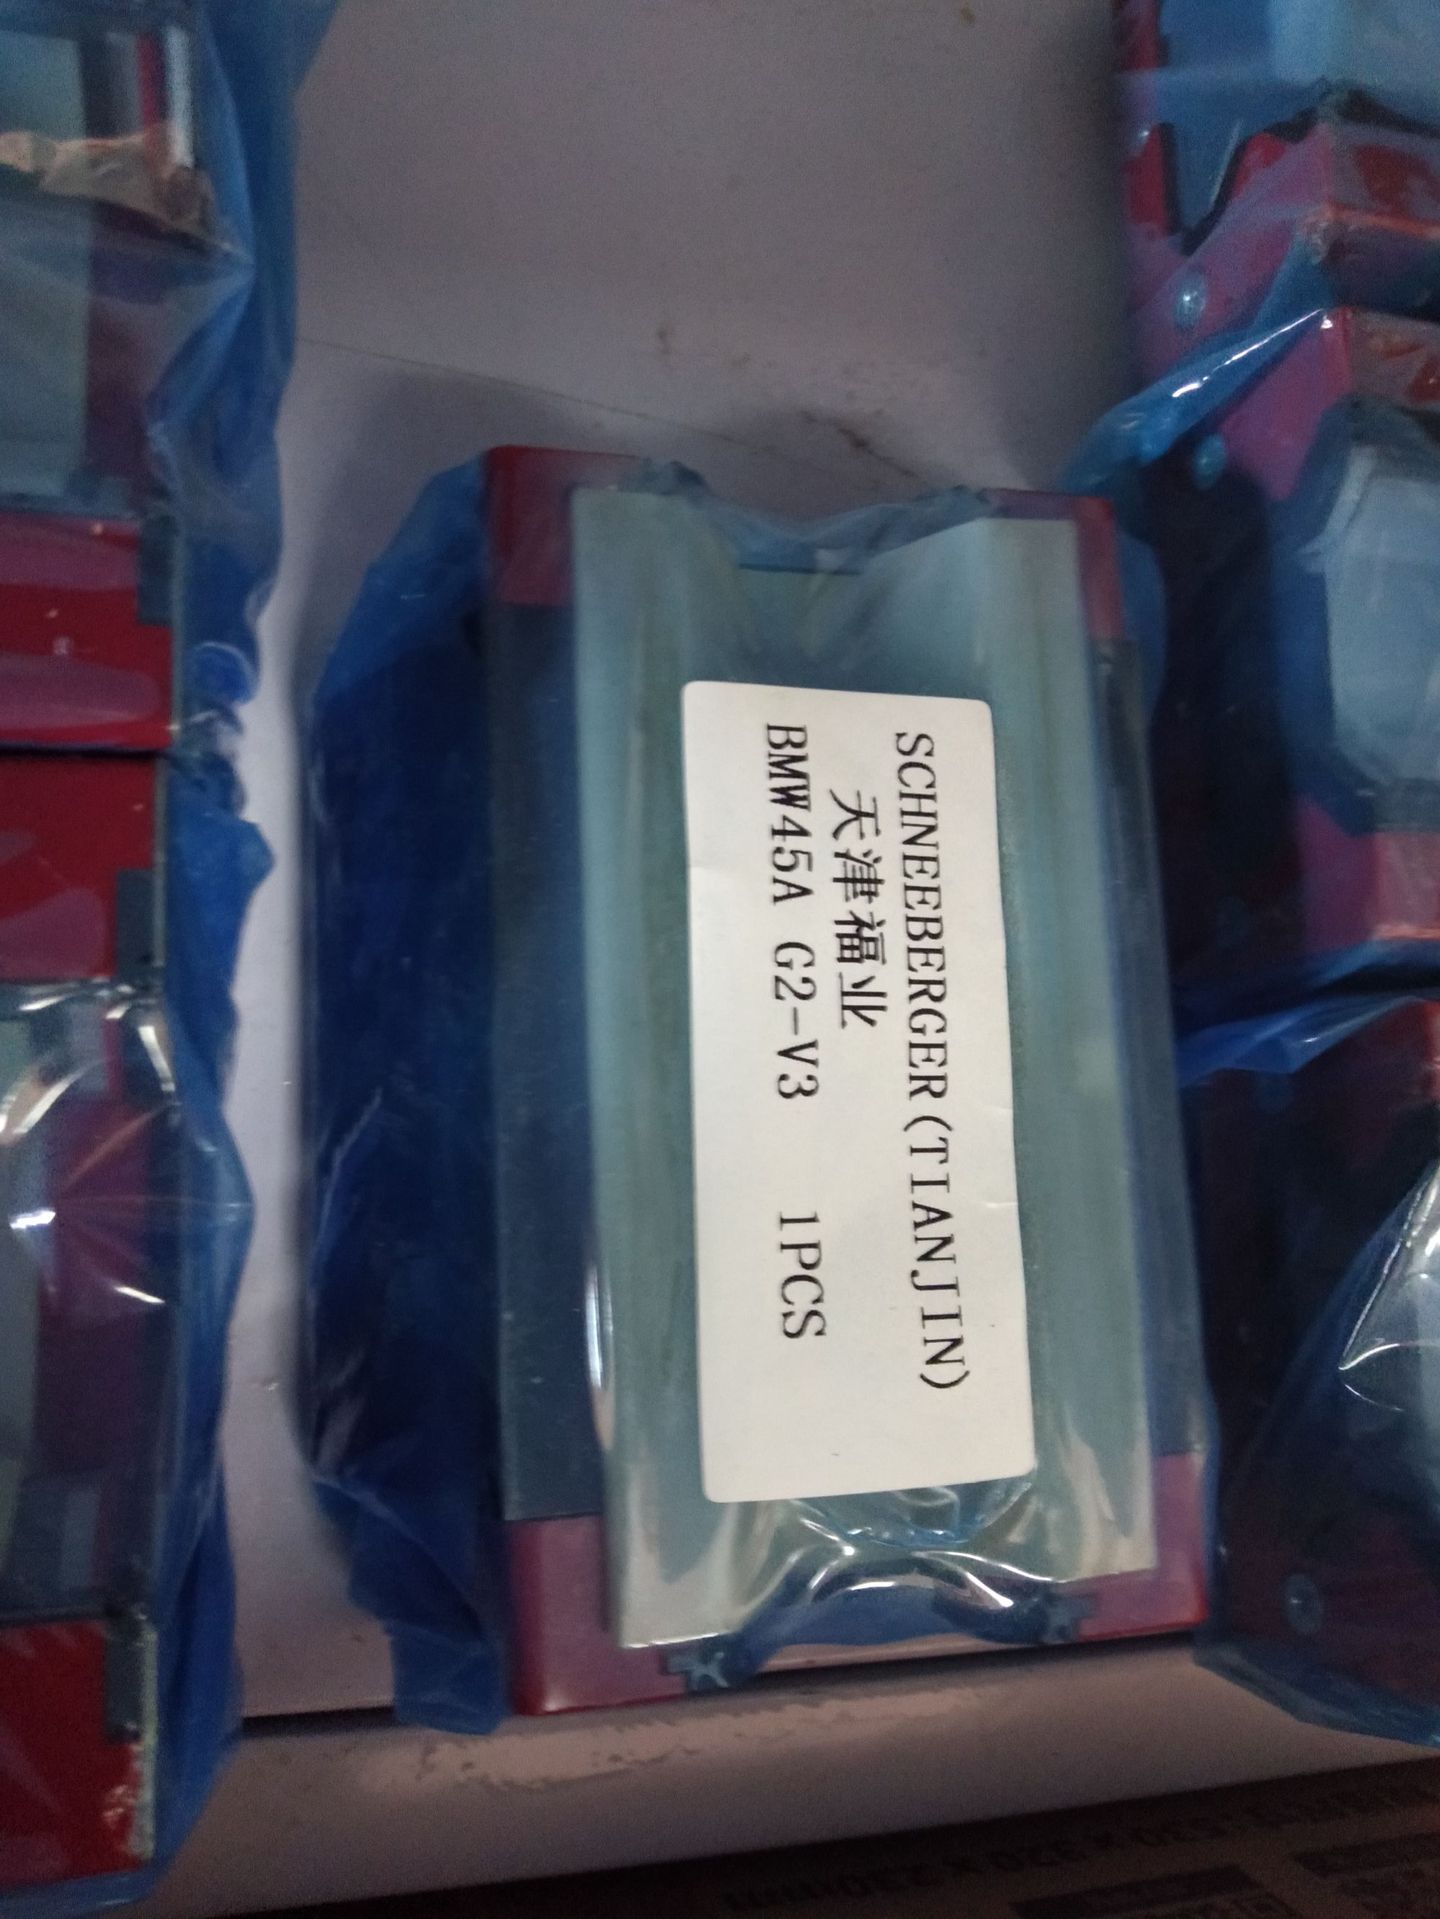 SCHNEEBERGER(TIANJIN)
天津福业
BMW45A G2-V3 1PCS